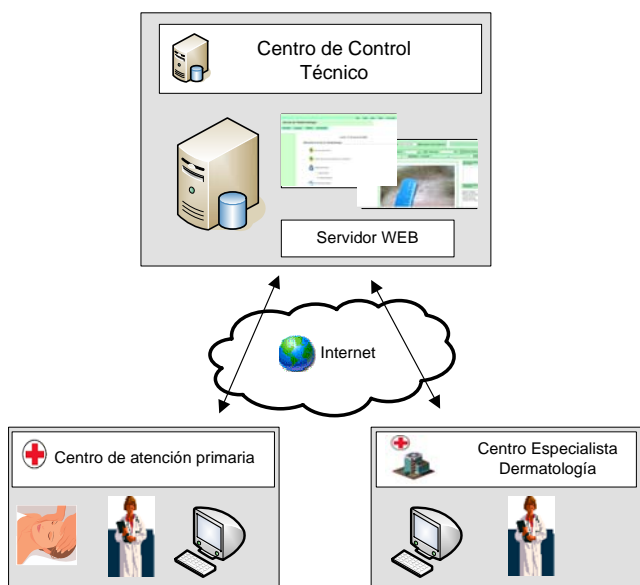 Centro de Control
Técnico
Servidor WEB
Internet
Centro de atención primaria
Centro Especialista
Dermatología